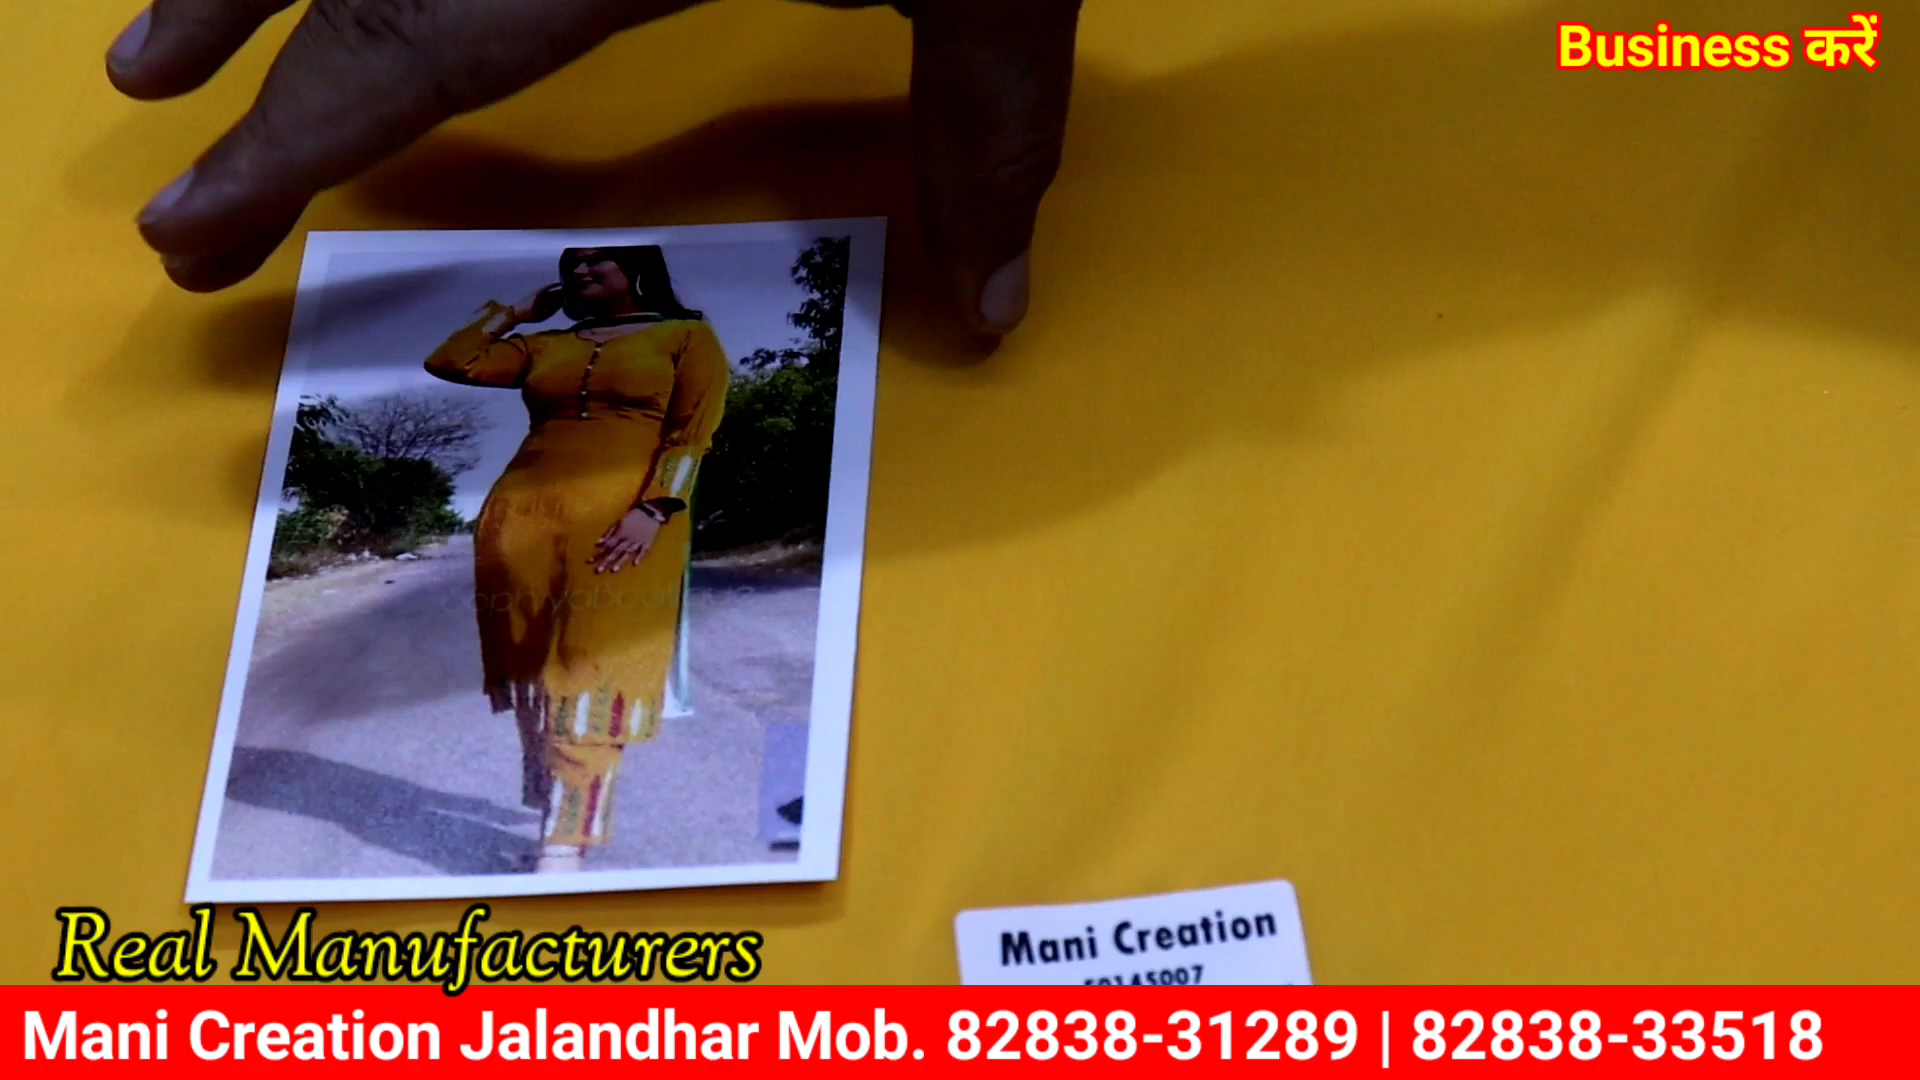 Business करें
Real Manufacturers
Mani Creation
Mani Creation Jalandhar Mob. 82838-31289 | 82838-33518